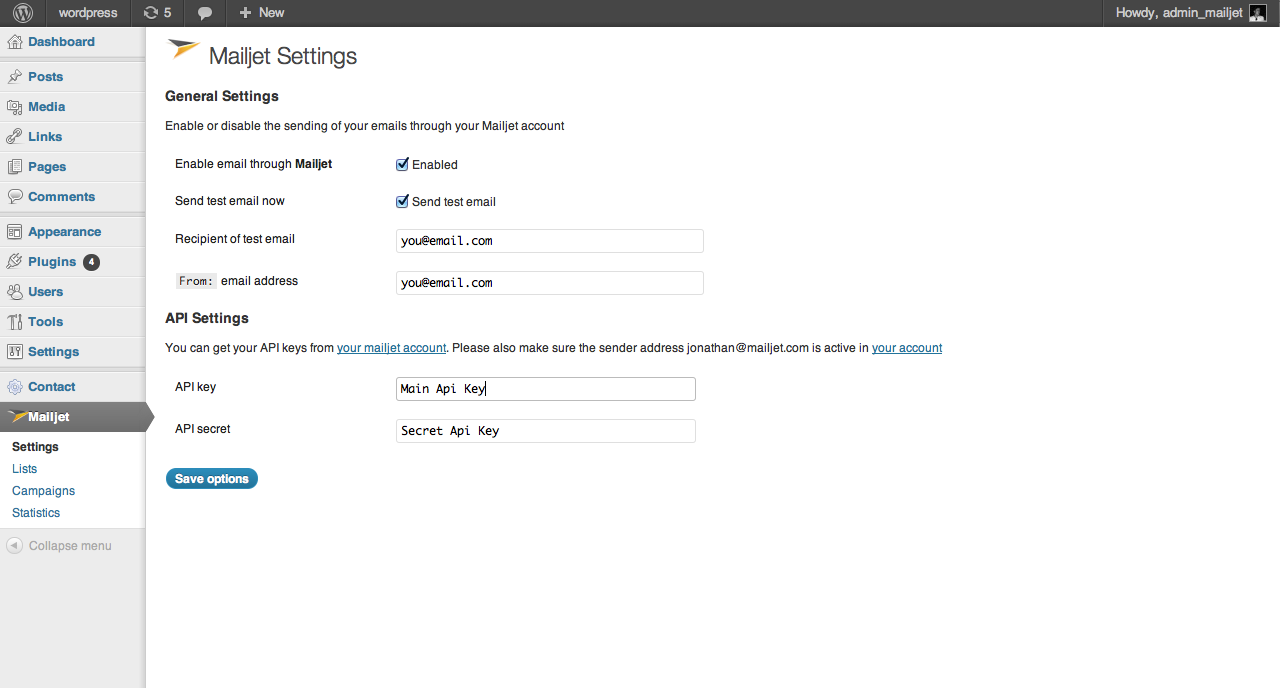 wordpress 5 New Howdy, admin_mailjet
Dashboard
Posts
Media
Links
Pages
Comments
Appearance
Plugins 4
Users
Tools
Settings
Contact
Mailjet
Settings
Lists
Campaigns
Statistics
Collapse menu
Mailjet Settings
General Settings
Enable or disable the sending of your emails through your Mailjet account
Enable email through Mailjet Enabled
Send test email now Send test email
Recipient of test email you@email.com
From: email address you@email.com
API Settings
You can get your API keys from your mailjet account. Please also make sure the sender address jonathan@mailjet.com is active in your account
API key Main Api Key
API secret Secret Api Key
Save options